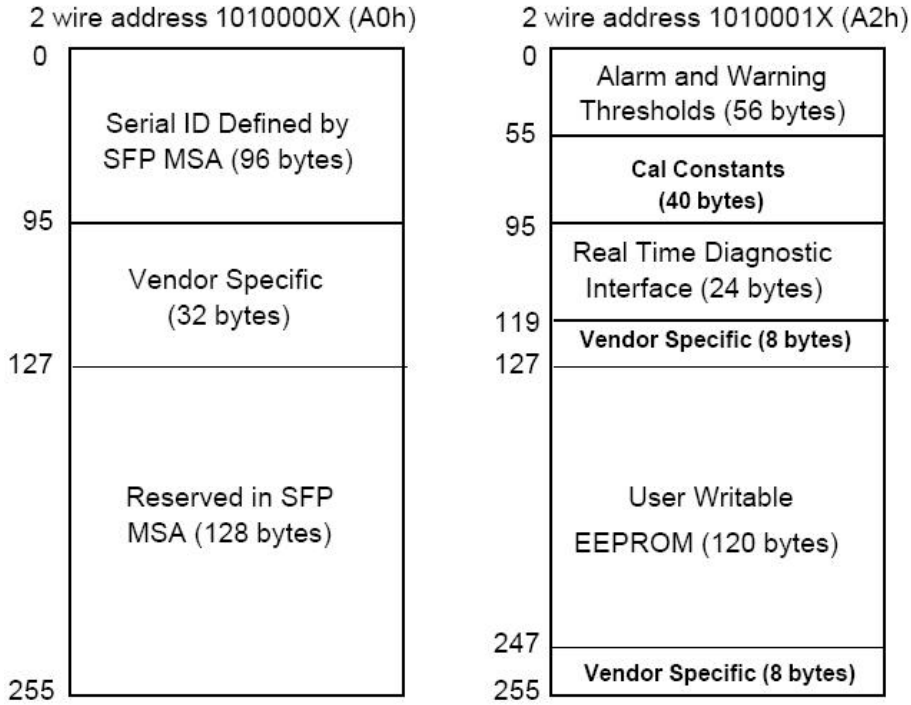 2 wire address 1010000X (A0h)
0
Serial ID Defined by
SFP MSA (96 bytes)
95
Vendor Specific
(32 bytes)
127
Reserved in SFP
MSA (128 bytes)
255
2 wire address 1010001X (A2h)
0
Alarm and Warning
Thresholds (56 bytes)
55
Cal Constants
(40 bytes)
95
Real Time Diagnostic
Interface (24 bytes)
119
Vendor Specific (8 bytes)
127
User Writable
EEPROM (120 bytes)
247
Vendor Specific (8 bytes)
255